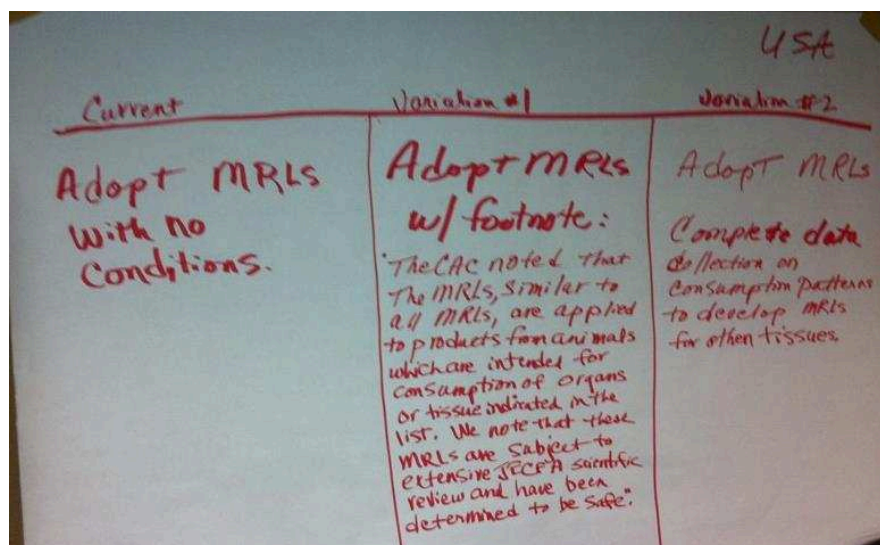 USA
Current
Variation #1
Variation #2
Adopt MRLs
with no
Conditions.
Adopt MRLs
w/ footnote:
"The CAC noted that
The MRLs, similar to
all MRLs, are applied
to products from animals
which are intended for
consumption of organs
or tissue indicated in the
list. We note that these
MRLs are subject to
extensive JECFA scientific
review and have been
determined to be safe".
Adopt MRLs
Complete data
collection on
consumption patterns
to develop MRLs
for other tissues.